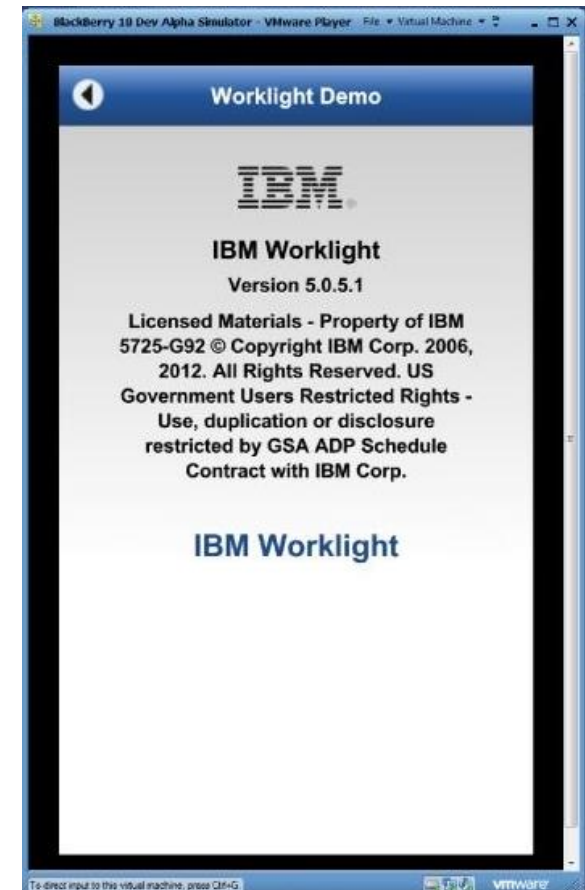 BlackBerry 10 Dev Alpha Simulator - VMware Player File Virtual Machine
Worklight Demo
IBM®
IBM Worklight
Version 5.0.5.1
Licensed Materials - Property of IBM
5725-G92 © Copyright IBM Corp. 2006,
2012. All Rights Reserved. US
Government Users Restricted Rights -
Use, duplication or disclosure
restricted by GSA ADP Schedule
Contract with IBM Corp.
IBM Worklight
To direct input to this virtual machine, press Ctrl+G.
vmware